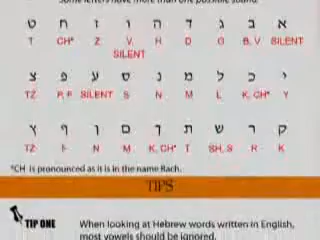 Some letters have more than one possible sound.
א ב ג ד ה ו ז ח ט
T CH* Z V, H D G B, V SILENT
SILENT
י כ ל מ נ ס ע פ צ
TZ P, F SILENT S N M L K, CH* Y
ק ר ש ת ך ם ן ף ץ
TZ F N M K, CH* T SH, S R K
*CH is pronounced as it is in the name Bach.
TIPS
TIP ONE When looking at Hebrew words written in English,
most vowels should be ignored.